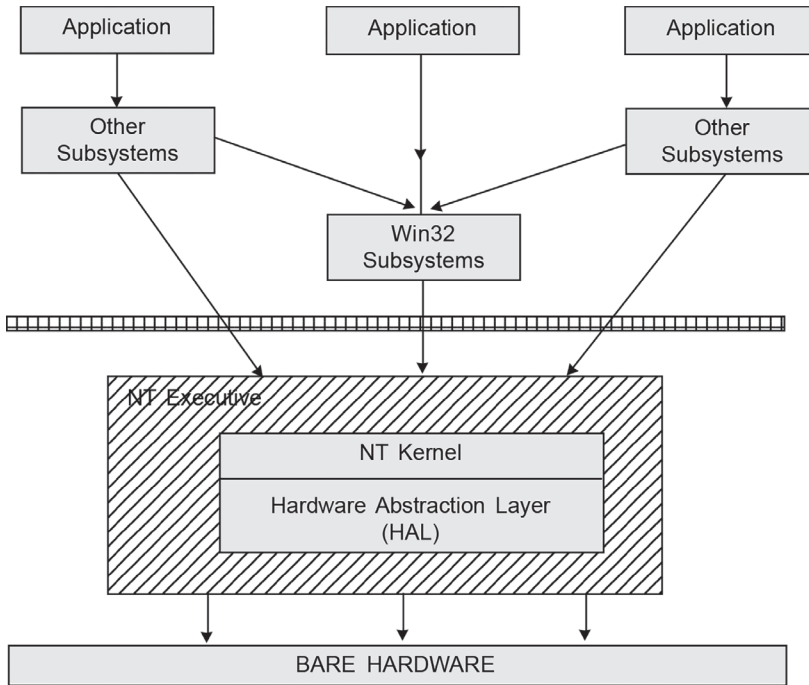 Application
Application
Application
Other
Subsystems
Other
Subsystems
Win32
Subsystems
NT Executive
NT Kernel
Hardware Abstraction Layer
(HAL)
BARE HARDWARE